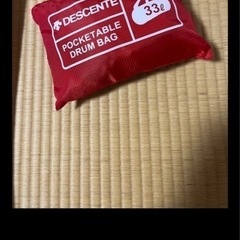 DESCENTE
POCKETABLE
DRUM BAG
33ℓ